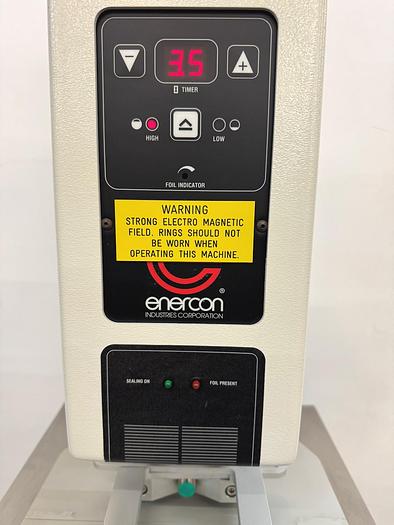 35
TIMER
HIGH
LOW
FOIL INDICATOR
WARNING
STRONG ELECTRO MAGNETIC
FIELD. RINGS SHOULD NOT
BE WORN WHEN
OPERATING THIS MACHINE.
enercon ®
INDUSTRIES CORPORATION
SEALING ON
FOIL PRESENT